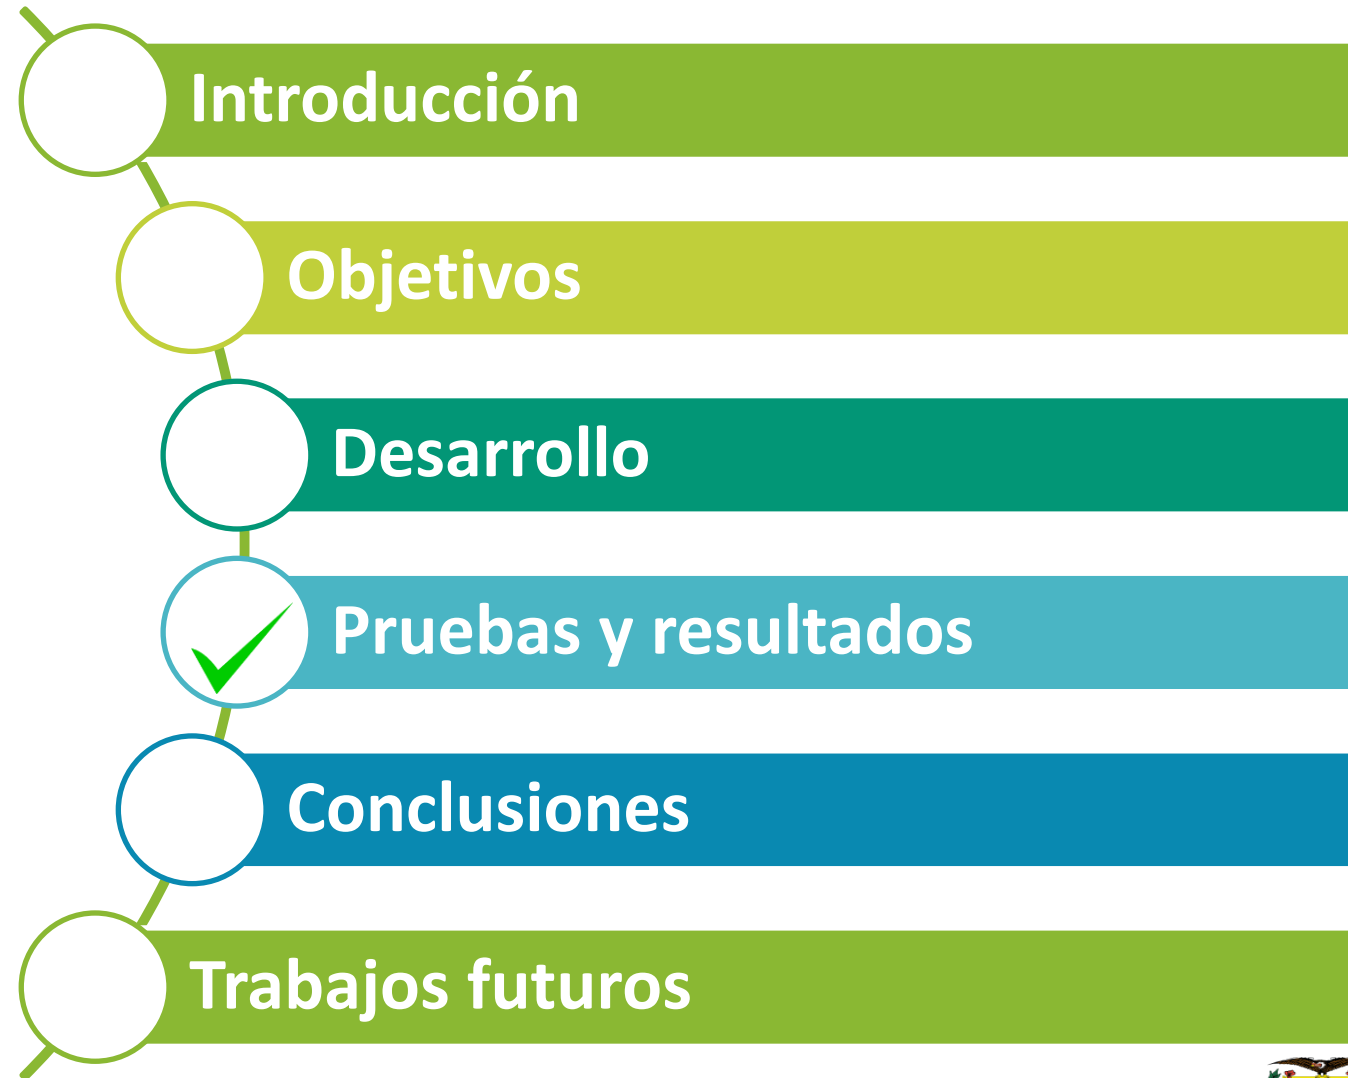 Introducción
Objetivos
Desarrollo
Pruebas y resultados
Conclusiones
Trabajos futuros